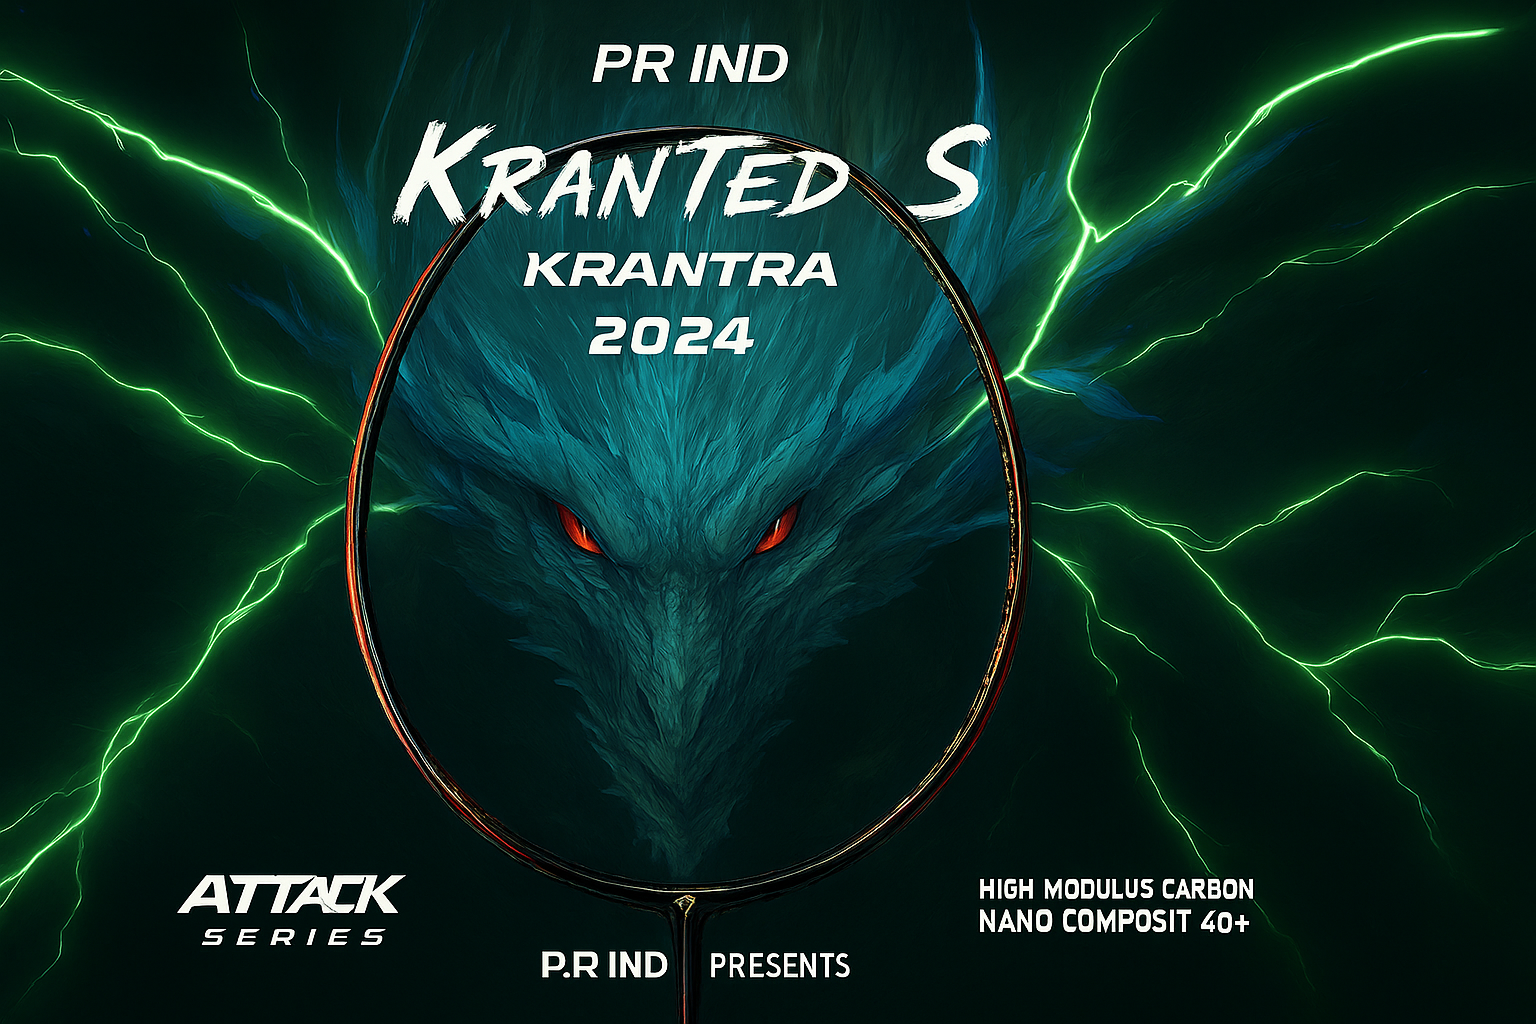 PR IND
KRANTED S
KRANTRA
2024
ATTACK
SERIES
HIGH MODULUS CARBON
NANO COMPOSIT 40+
P.R IND PRESENTS